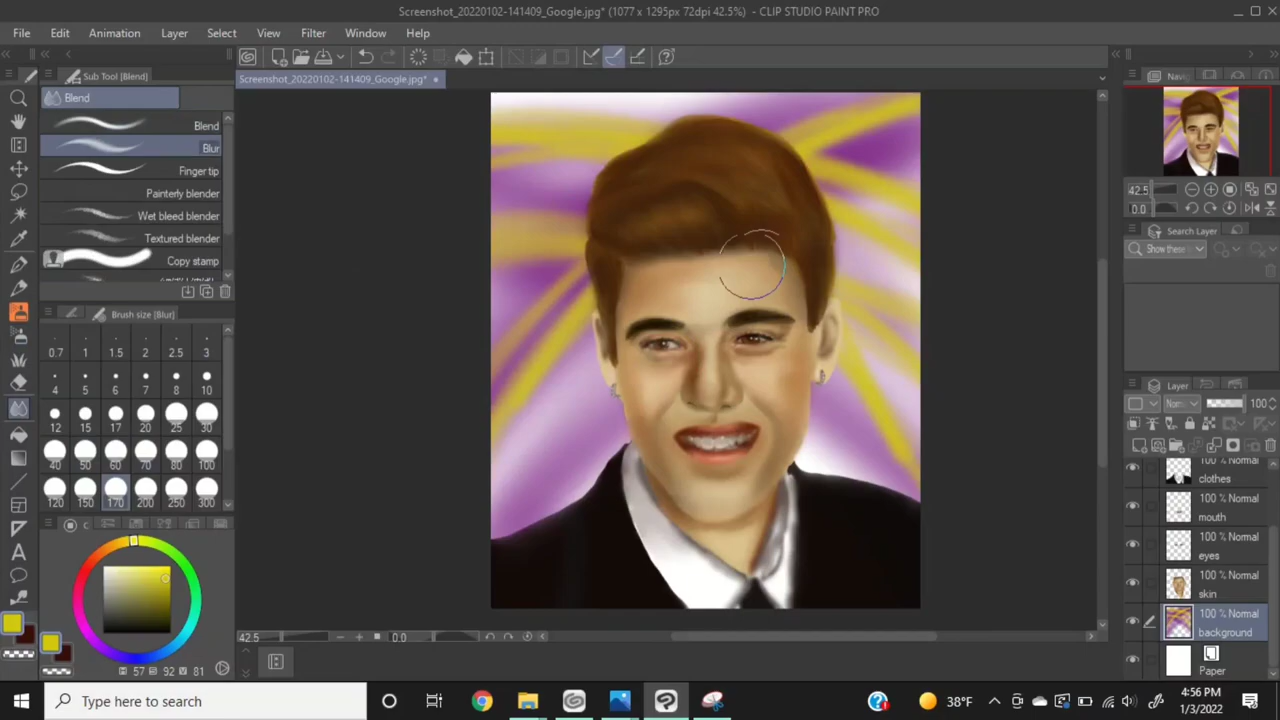 Screenshot_20220102-141409_Google.jpg* (1077 x 1295px 72dpi 42.5%) - CLIP STUDIO PAINT PRO
File Edit Animation Layer Select View Filter Window Help
Sub Tool [Blend]
Screenshot_20220102-141409_Google.jpg*
Blend
Blend
Blur
Finger tip
Painterly blender
Wet bleed blender
Textured blender
Copy stamp
Brush size [Blur]
0.7 1 1.5 2 2.5 3
4 5 6 7 8 10
12 15 17 20 25 30
40 50 60 70 80 100
120 150 170 200 250 300
57 92 81
42.5 0.0
Navi
42.5
0.0
Search Layer
Show these
Layer
Norm 100
100 % Normal
clothes
100 % Normal
mouth
100 % Normal
eyes
100 % Normal
skin
100 % Normal
background
Paper
Type here to search
38°F
4:56 PM
1/3/2022